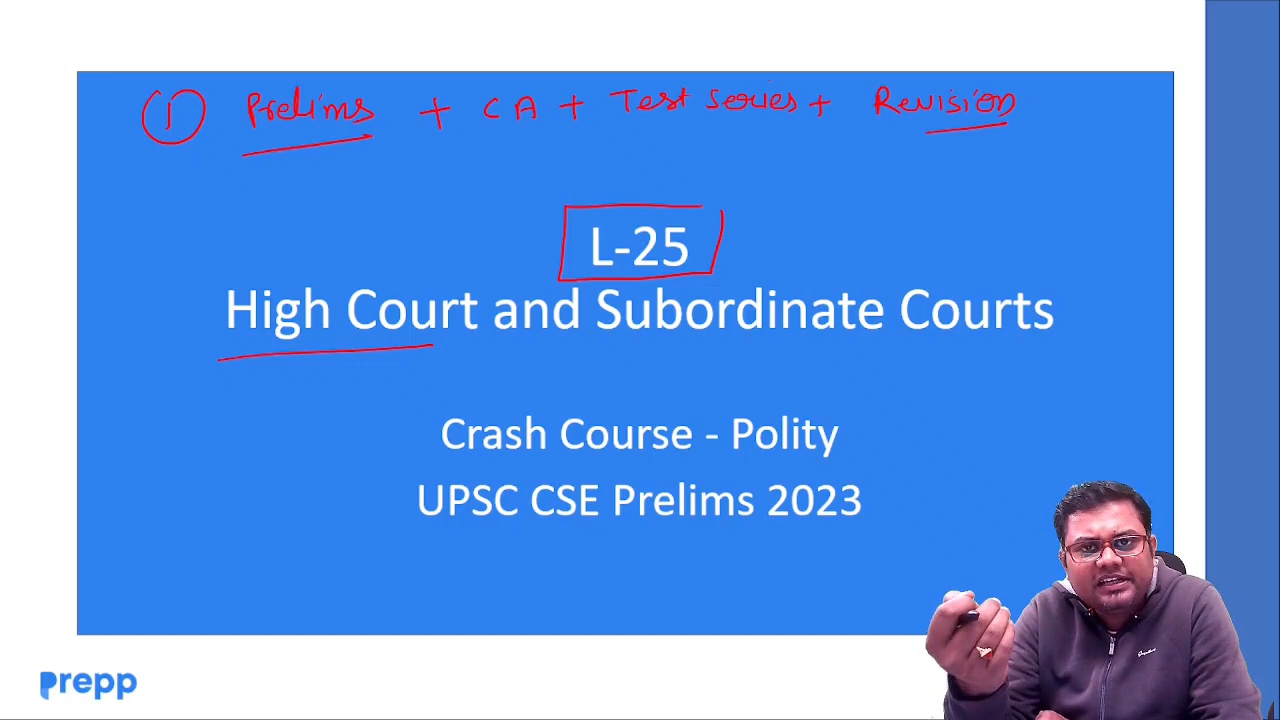 ① Prelims + CA + Test Series + Revision
L-25
High Court and Subordinate Courts
Crash Course - Polity
UPSC CSE Prelims 2023
prepp